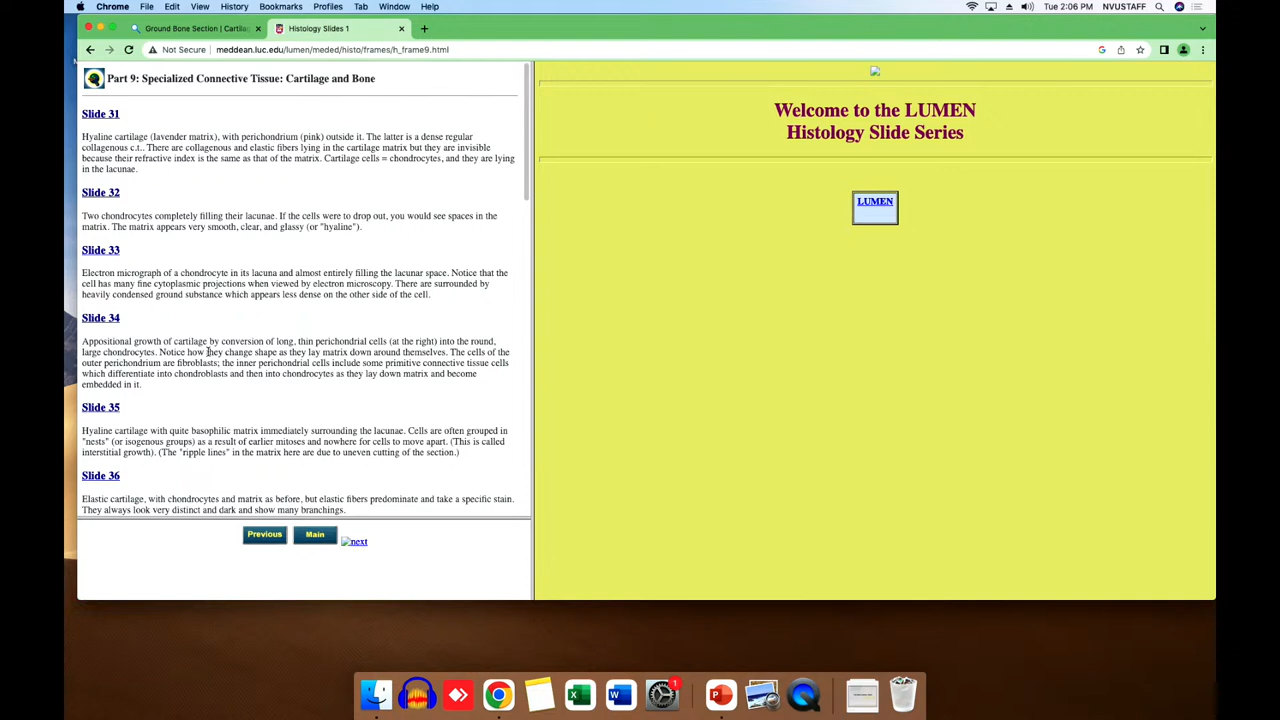 Chrome File Edit View History Bookmarks Profiles Tab Window Help Tue 2:06 PM NVUSTAFF
Ground Bone Section (Cartilag Histology Slides 1
Not Secure meddean.luc.edu/lumen/meded/histo/frames/h_frame9.html
Part 9: Specialized Connective Tissue: Cartilage and Bone
Slide 31
Hyaline cartilage (lavender matrix), with perichondrium (pink) outside it. The latter is a dense regular
collagenous c.t.. There are collagenous and elastic fibers lying in the cartilage matrix but they are invisible
because their refractive index is the same as that of the matrix. Cartilage cells = chondrocytes, and they are lying
in the lacunae.
Slide 32
Two chondrocytes completely filling their lacunae. If the cells were to drop out, you would see spaces in the
matrix. The matrix appears very smooth, clear, and glassy (or "hyaline").
Slide 33
Electron micrograph of a chondrocyte in its lacuna and almost entirely filling the lacunar space. Notice that the
cell has many fine cytoplasmic projections when viewed by electron microscopy. There are surrounded by
heavily condensed ground substance which appears less dense on the other side of the cell.
Slide 34
Appositional growth of cartilage by conversion of long, thin perichondrial cells (at the right) into the round,
large chondrocytes. Notice how they change shape as they lay matrix down around themselves. The cells of the
outer perichondrium are fibroblasts; the inner perichondrial cells include some primitive connective tissue cells
which differentiate into chondroblasts and then into chondrocytes as they lay down matrix and become
embedded in it.
Slide 35
Hyaline cartilage with quite basophilic matrix immediately surrounding the lacunae. Cells are often grouped in
"nests" (or isogenous groups) as a result of earlier mitoses and nowhere for cells to move apart. (This is called
interstitial growth). (The "ripple lines" in the matrix here are due to uneven cutting of the section.)
Slide 36
Elastic cartilage, with chondrocytes and matrix as before, but elastic fibers predominate and take a specific stain.
They always look very distinct and dark and show many branchings.
Previous Main next
Welcome to the LUMEN
Histology Slide Series
LUMEN
1